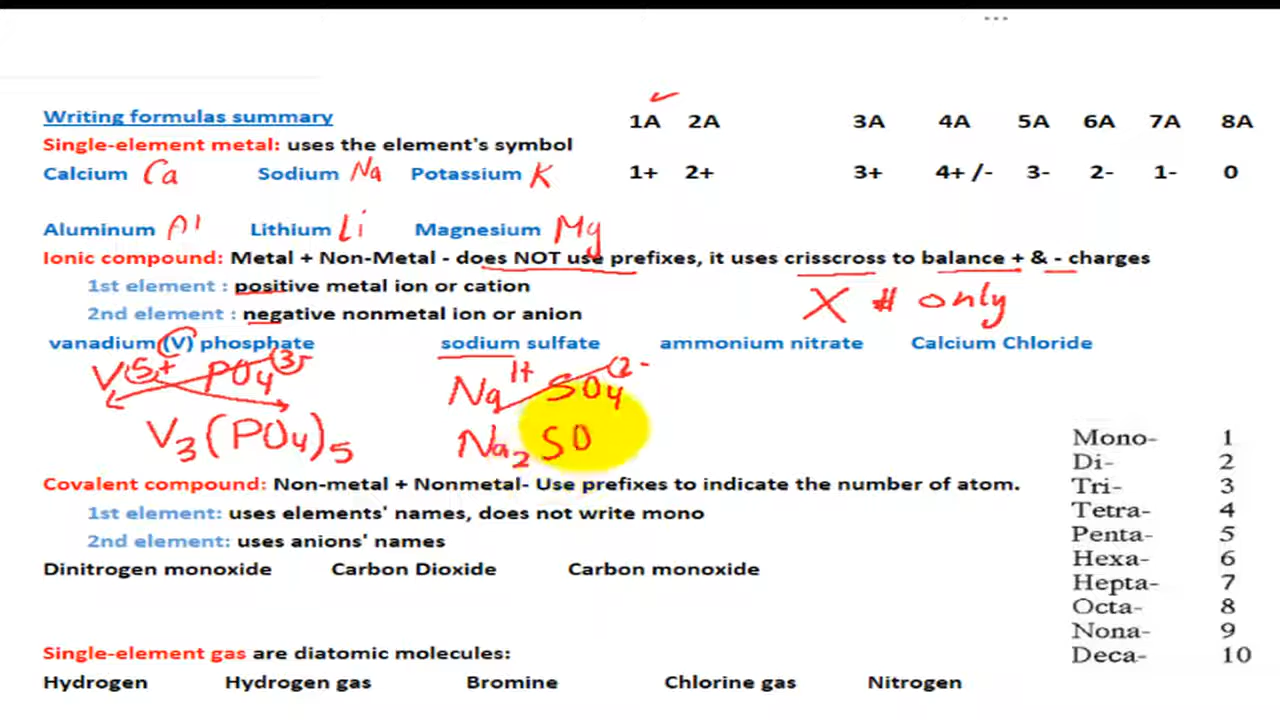 Writing formulas summary
1A 2A 3A 4A 5A 6A 7A 8A
Single-element metal: uses the element's symbol
Calcium Ca Sodium Na Potassium K
1+ 2+ 3+ 4+ /- 3- 2- 1- 0
Aluminum Al Lithium Li Magnesium Mg
Ionic compound: Metal + Non-Metal - does NOT use prefixes, it uses crisscross to balance + & - charges
1st element : positive metal ion or cation
X # only
2nd element : negative nonmetal ion or anion
vanadium (V) phosphate sodium sulfate ammonium nitrate Calcium Chloride
V5+ PO4 3- Na 1+ SO4 2-
V3(PO4)5 Na2 SO
Covalent compound: Non-metal + Nonmetal- Use prefixes to indicate the number of atom.
1st element: uses elements' names, does not write mono
2nd element: uses anions' names
Dinitrogen monoxide Carbon Dioxide Carbon monoxide
Mono- 1
Di- 2
Tri- 3
Tetra- 4
Penta- 5
Hexa- 6
Hepta- 7
Octa- 8
Nona- 9
Deca- 10
Single-element gas are diatomic molecules:
Hydrogen Hydrogen gas Bromine Chlorine gas Nitrogen